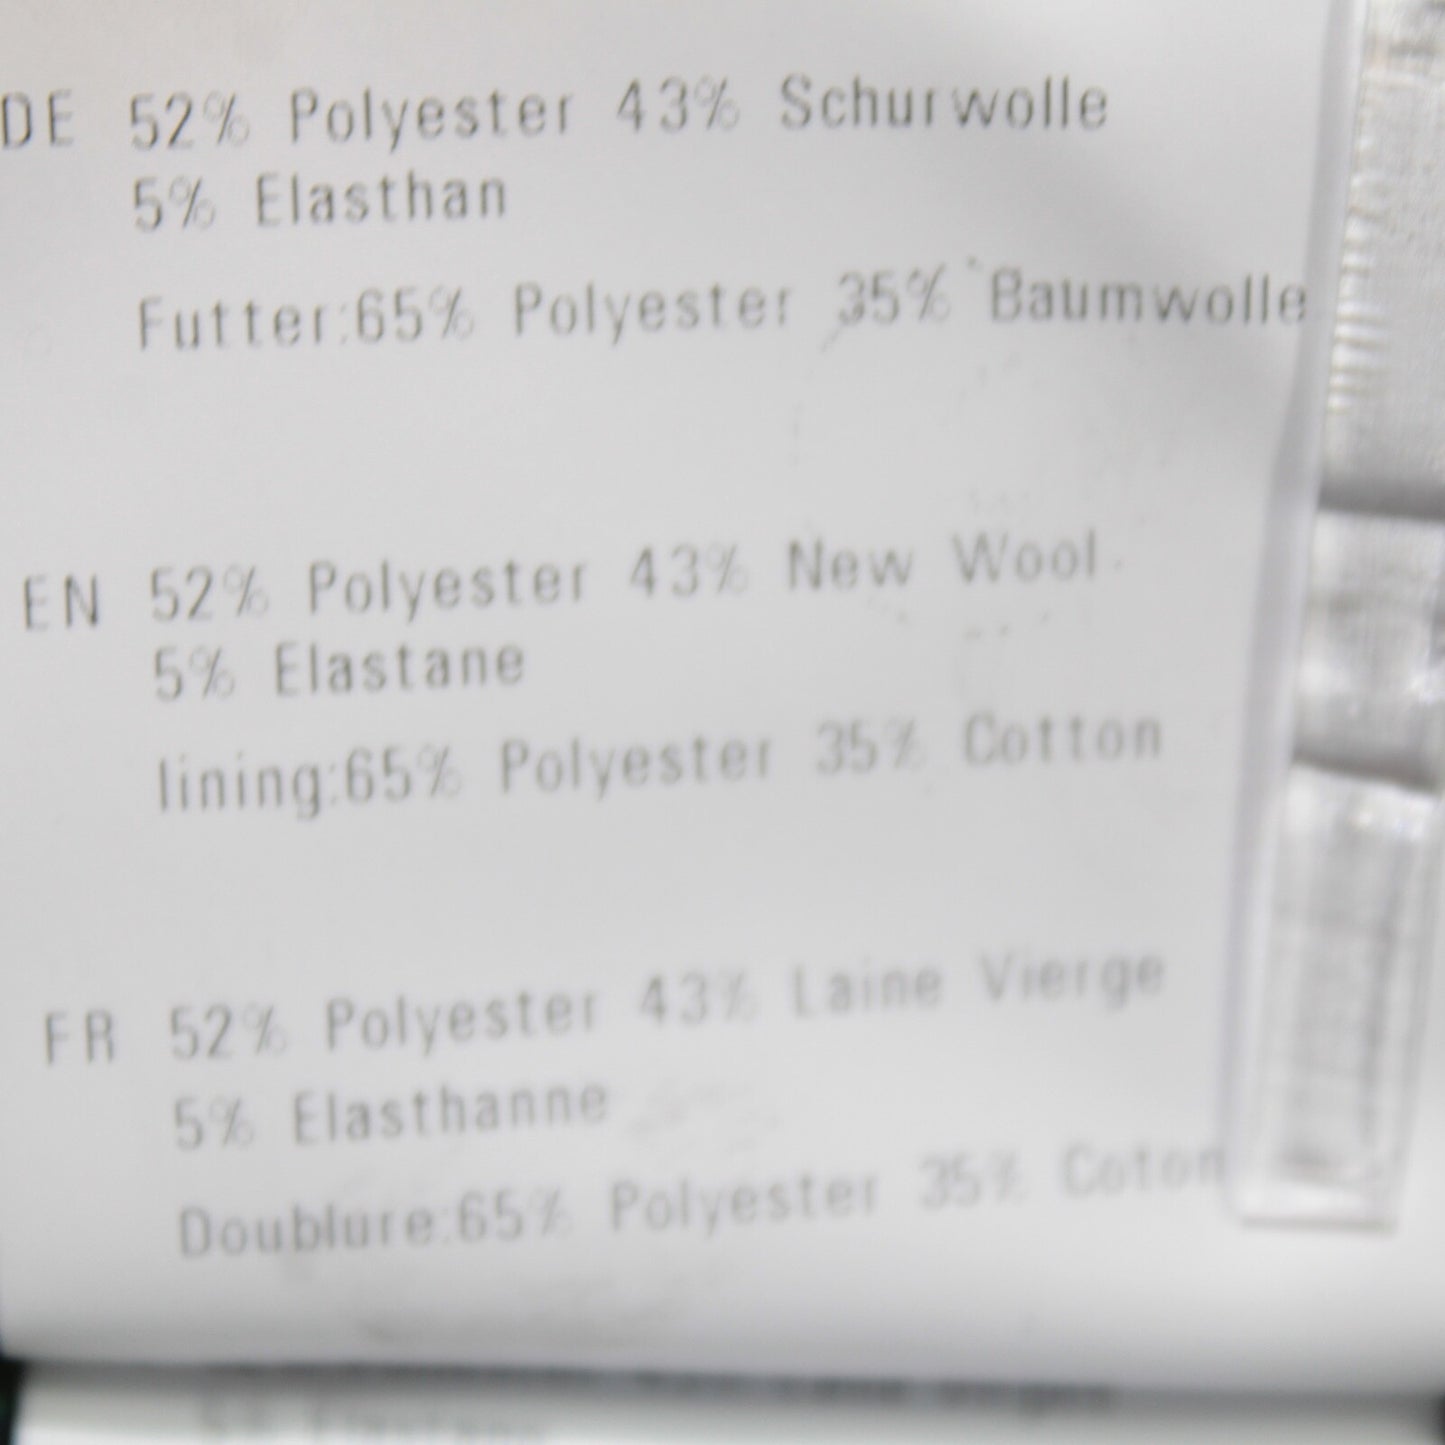 DE 52% Polyester 43% Schurwolle
5% Elasthan
Futter:65% Polyester 35% Baumwolle
EN 52% Polyester 43% New Wool
5% Elastane
lining:65% Polyester 35% Cotton
FR 52% Polyester 43% Laine Vierge
5% Elasthanne
Doublure:65% Polyester 35% Coton